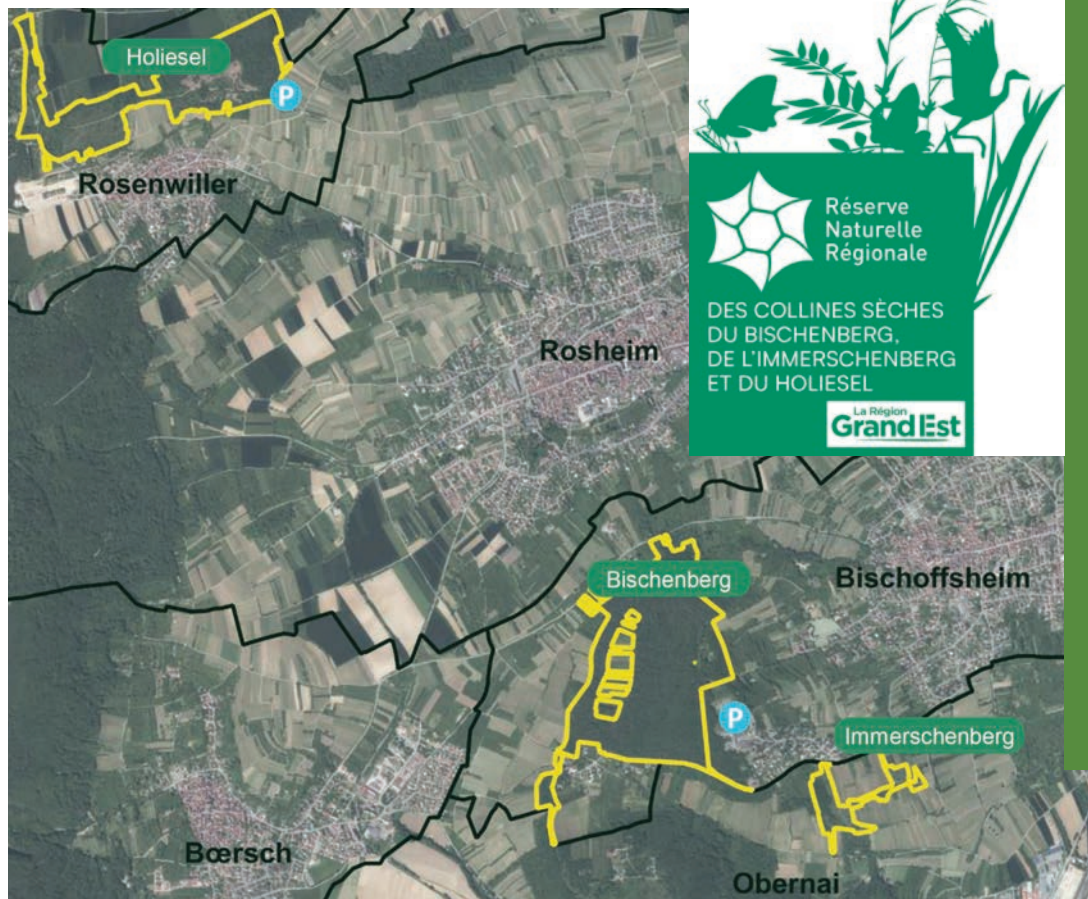 Holiesel
P
Rosenwiller
Réserve
Naturelle
Régionale
DES COLLINES SÈCHES
DU BISCHENBERG,
DE L'IMMERSCHENBERG
ET DU HOLIESEL
La Région
Grand Est
Rosheim
Bischenberg
Bischoffsheim
P
Immerschenberg
Bœrsch
Obernai